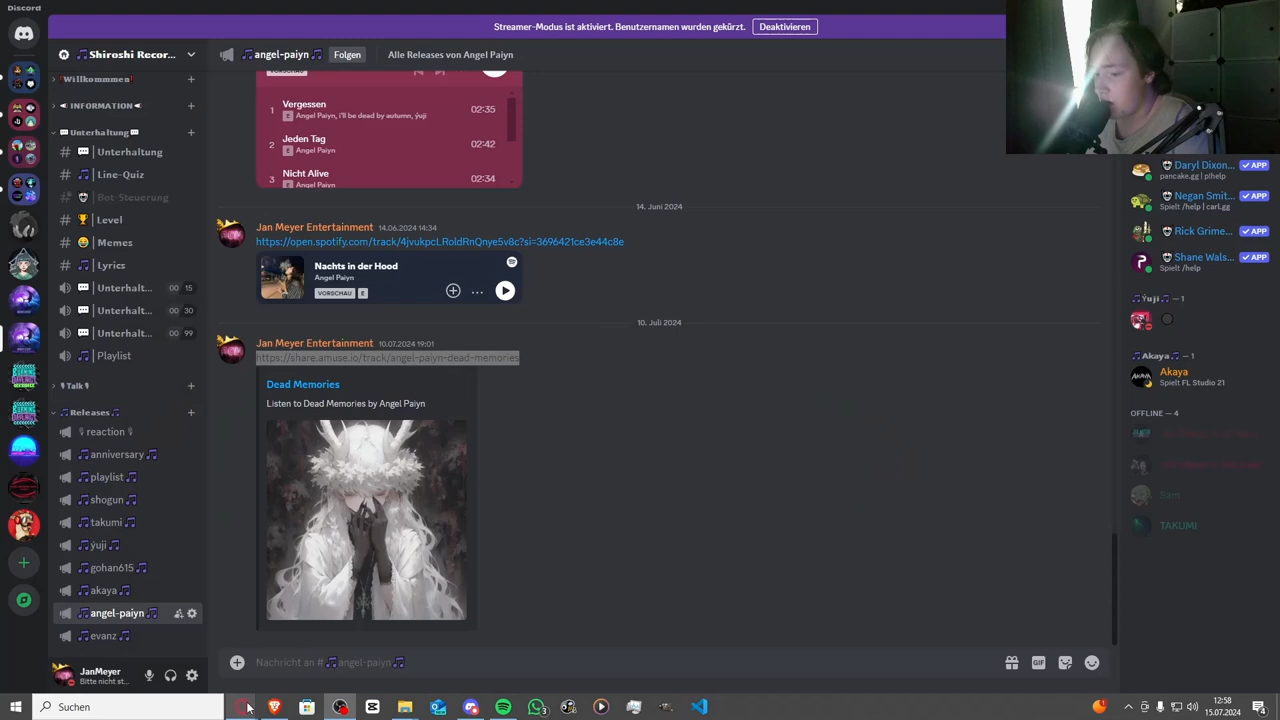 Discord
Streamer-Modus ist aktiviert. Benutzernamen wurden gekürzt. Deaktivieren
Shiroshi Recor...
angel-paiyn Folgen Alle Releases von Angel Paiyn
Willkommmen
INFORMATION
Unterhaltung
# | Unterhaltung
# | Line-Quiz
# | Bot-Steuerung
# | Level
# | Memes
# | Lyrics
Unterhalt... 00 15
Unterhalt... 00 30
Unterhalt... 00 99
| Playlist
Talk
Releases
reaction
anniversary
playlist
shogun
takumi
yuji
gohan615
akaya
angel-paiyn
evanz
JanMeyer
Bitte nicht st...
VORSCHAU
1 Vergessen 02:35
E Angel Paiyn, i'll be dead by autumn, ýuji
2 Jeden Tag 02:42
E Angel Paiyn
3 Nicht Alive 02:34
E Angel Paiyn
14. Juni 2024
Jan Meyer Entertainment 14.06.2024 14:34
https://open.spotify.com/track/4jvukpcLRoldRnQnye5v8c?si=3696421ce3e44c8e
Nachts in der Hood
Angel Paiyn
VORSCHAU E
10. Juli 2024
Jan Meyer Entertainment 10.07.2024 19:01
https://share.amuse.io/track/angel-paiyn-dead-memories
Dead Memories
Listen to Dead Memories by Angel Paiyn
Nachricht an # angel-paiyn
GIF
Daryl Dixon... APP
pancake.gg | p!help
Negan Smit... APP
Spielt /help | carl.gg
Rick Grime... APP
Shane Wals... APP
Spielt /help
Ýuji — 1
Akaya — 1
Akaya
Spielt FL Studio 21
OFFLINE — 4
Sam
TAKUMI
Suchen
3
12:58
15.07.2024